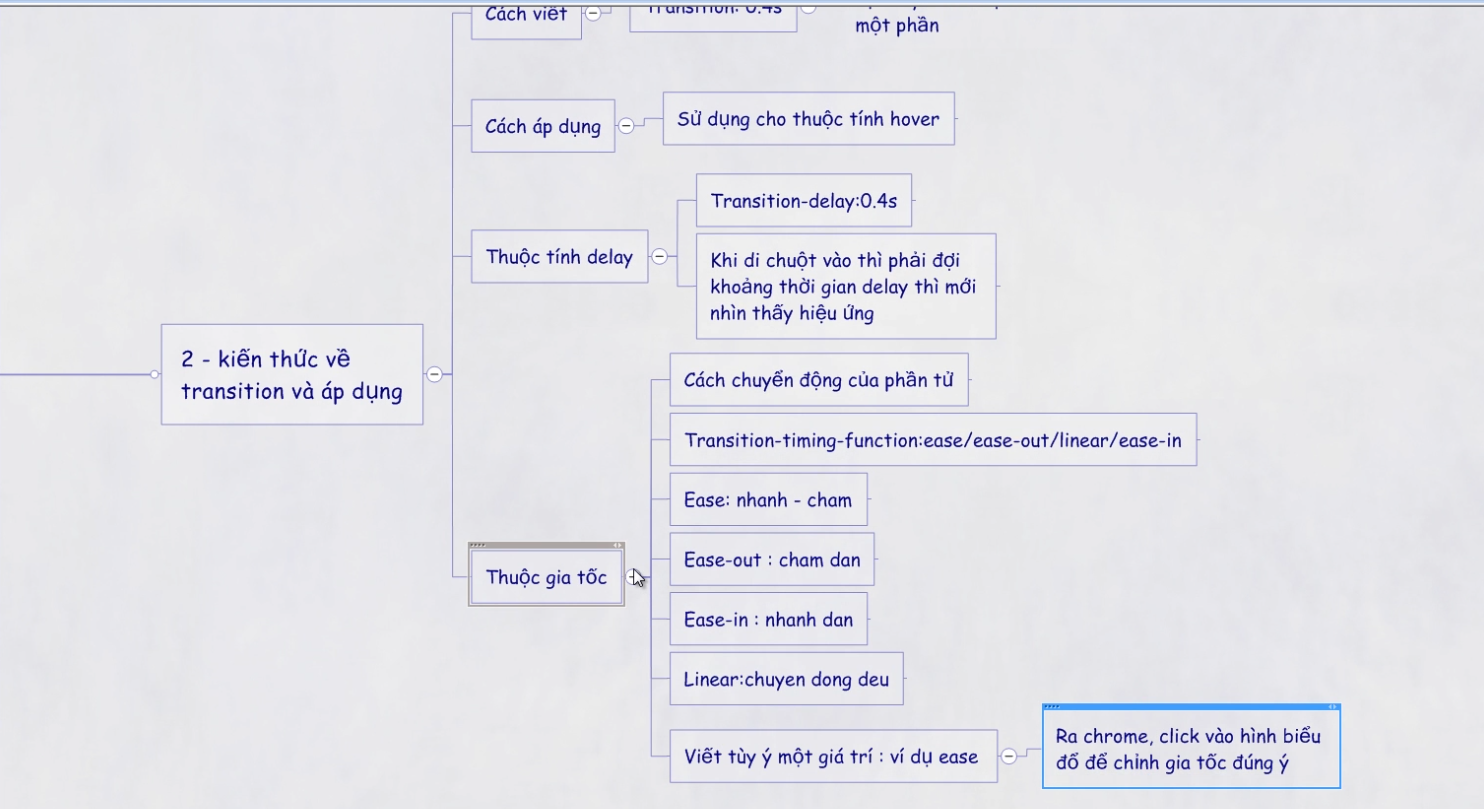 Cách viết
Transition: 0.4s
một phần
Cách áp dụng
Sử dụng cho thuộc tính hover
Thuộc tính delay
Transition-delay:0.4s
Khi di chuột vào thì phải đợi
khoảng thời gian delay thì mới
nhìn thấy hiệu ứng
2 - kiến thức về
transition và áp dụng
Thuộc gia tốc
Cách chuyển động của phần tử
Transition-timing-function:ease/ease-out/linear/ease-in
Ease: nhanh - cham
Ease-out : cham dan
Ease-in : nhanh dan
Linear:chuyen dong deu
Viết tùy ý một giá trí : ví dụ ease
Ra chrome, click vào hình biểu
đồ để chỉnh gia tốc đúng ý